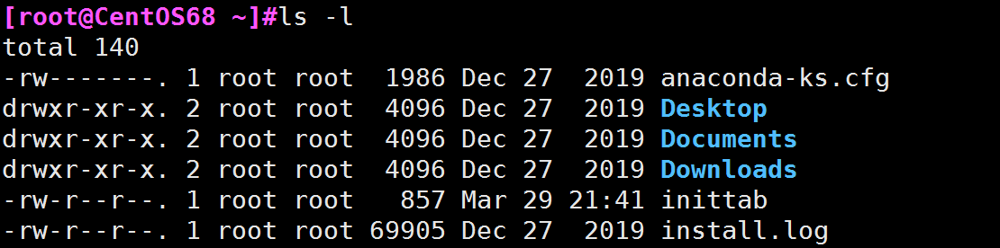 [root@CentOS68 ~]#ls -l
total 140
-rw-------. 1 root root  1986 Dec 27  2019 anaconda-ks.cfg
drwxr-xr-x. 2 root root  4096 Dec 27  2019 Desktop
drwxr-xr-x. 2 root root  4096 Dec 27  2019 Documents
drwxr-xr-x. 2 root root  4096 Dec 27  2019 Downloads
-rw-r--r--. 1 root root   857 Mar 29 21:41 inittab
-rw-r--r--. 1 root root 69905 Dec 27  2019 install.log